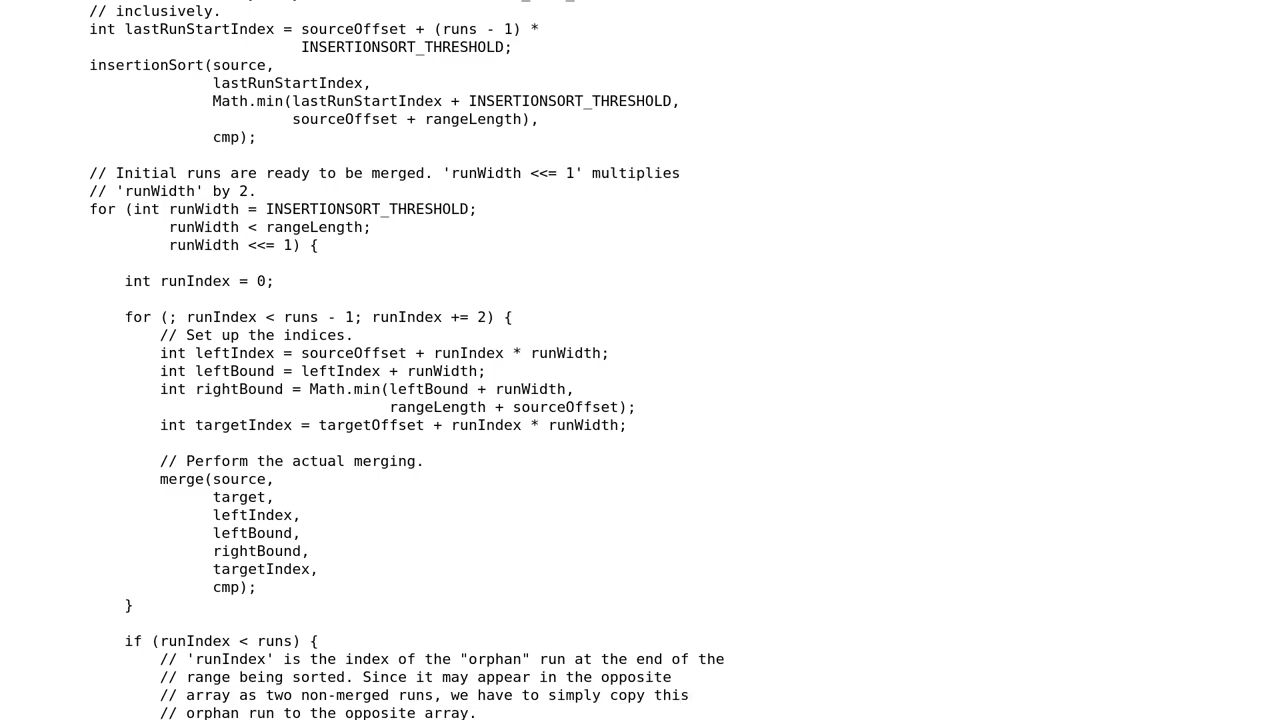 // inclusively.
int lastRunStartIndex = sourceOffset + (runs - 1) *
                        INSERTIONSORT_THRESHOLD;
insertionSort(source,
              lastRunStartIndex,
              Math.min(lastRunStartIndex + INSERTIONSORT_THRESHOLD,
                       sourceOffset + rangeLength),
              cmp);

// Initial runs are ready to be merged. 'runWidth <<= 1' multiplies
// 'runWidth' by 2.
for (int runWidth = INSERTIONSORT_THRESHOLD;
         runWidth < rangeLength;
         runWidth <<= 1) {

    int runIndex = 0;

    for (; runIndex < runs - 1; runIndex += 2) {
        // Set up the indices.
        int leftIndex = sourceOffset + runIndex * runWidth;
        int leftBound = leftIndex + runWidth;
        int rightBound = Math.min(leftBound + runWidth,
                                  rangeLength + sourceOffset);
        int targetIndex = targetOffset + runIndex * runWidth;

        // Perform the actual merging.
        merge(source,
              target,
              leftIndex,
              leftBound,
              rightBound,
              targetIndex,
              cmp);
    }

    if (runIndex < runs) {
        // 'runIndex' is the index of the "orphan" run at the end of the
        // range being sorted. Since it may appear in the opposite
        // array as two non-merged runs, we have to simply copy this
        // orphan run to the opposite array.